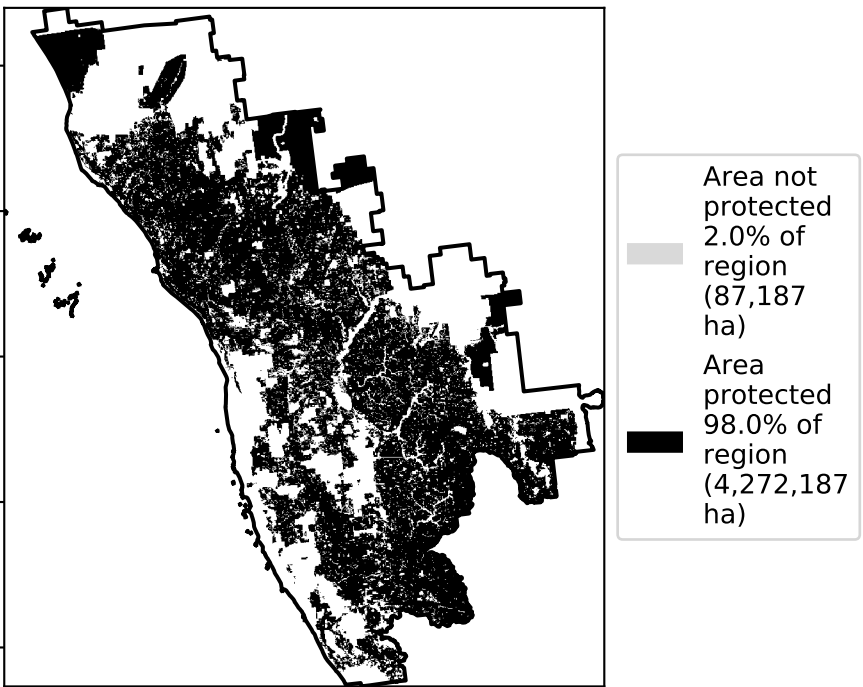 Area not
protected
2.0% of
region
(87,187
ha)
Area
protected
98.0% of
region
(4,272,187
ha)